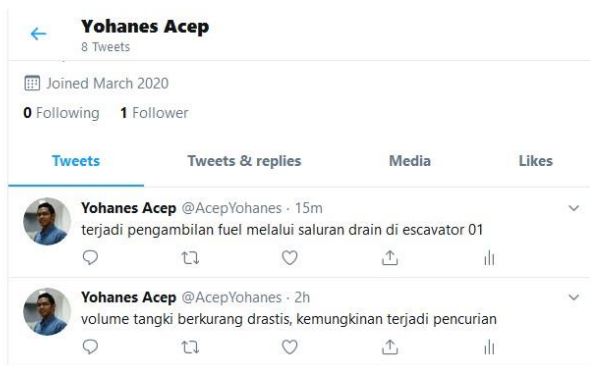 Yohanes Acep
8 Tweets
Joined March 2020
0 Following 1 Follower
Tweets Tweets & replies Media Likes
Yohanes Acep @AcepYohanes · 15m
terjadi pengambilan fuel melalui saluran drain di escavator 01
Yohanes Acep @AcepYohanes · 2h
volume tangki berkurang drastis, kemungkinan terjadi pencurian